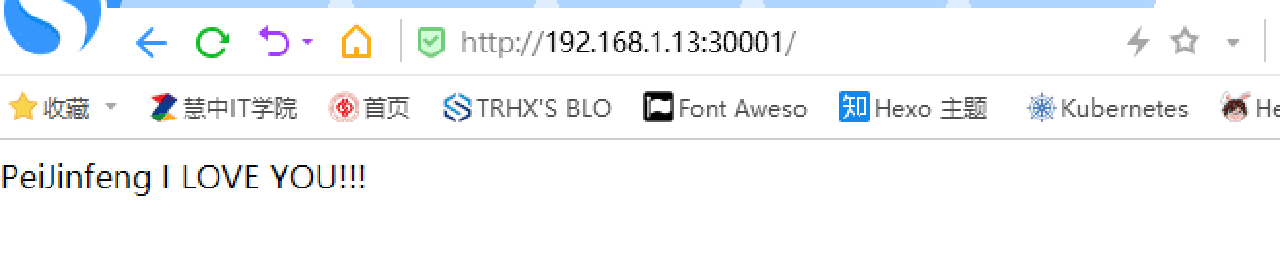 http://192.168.1.13:30001/
收藏 慧中IT学院 首页 TRHX'S BLO Font Aweso 知 Hexo 主题 Kubernetes He
PeiJinfeng I LOVE YOU!!!